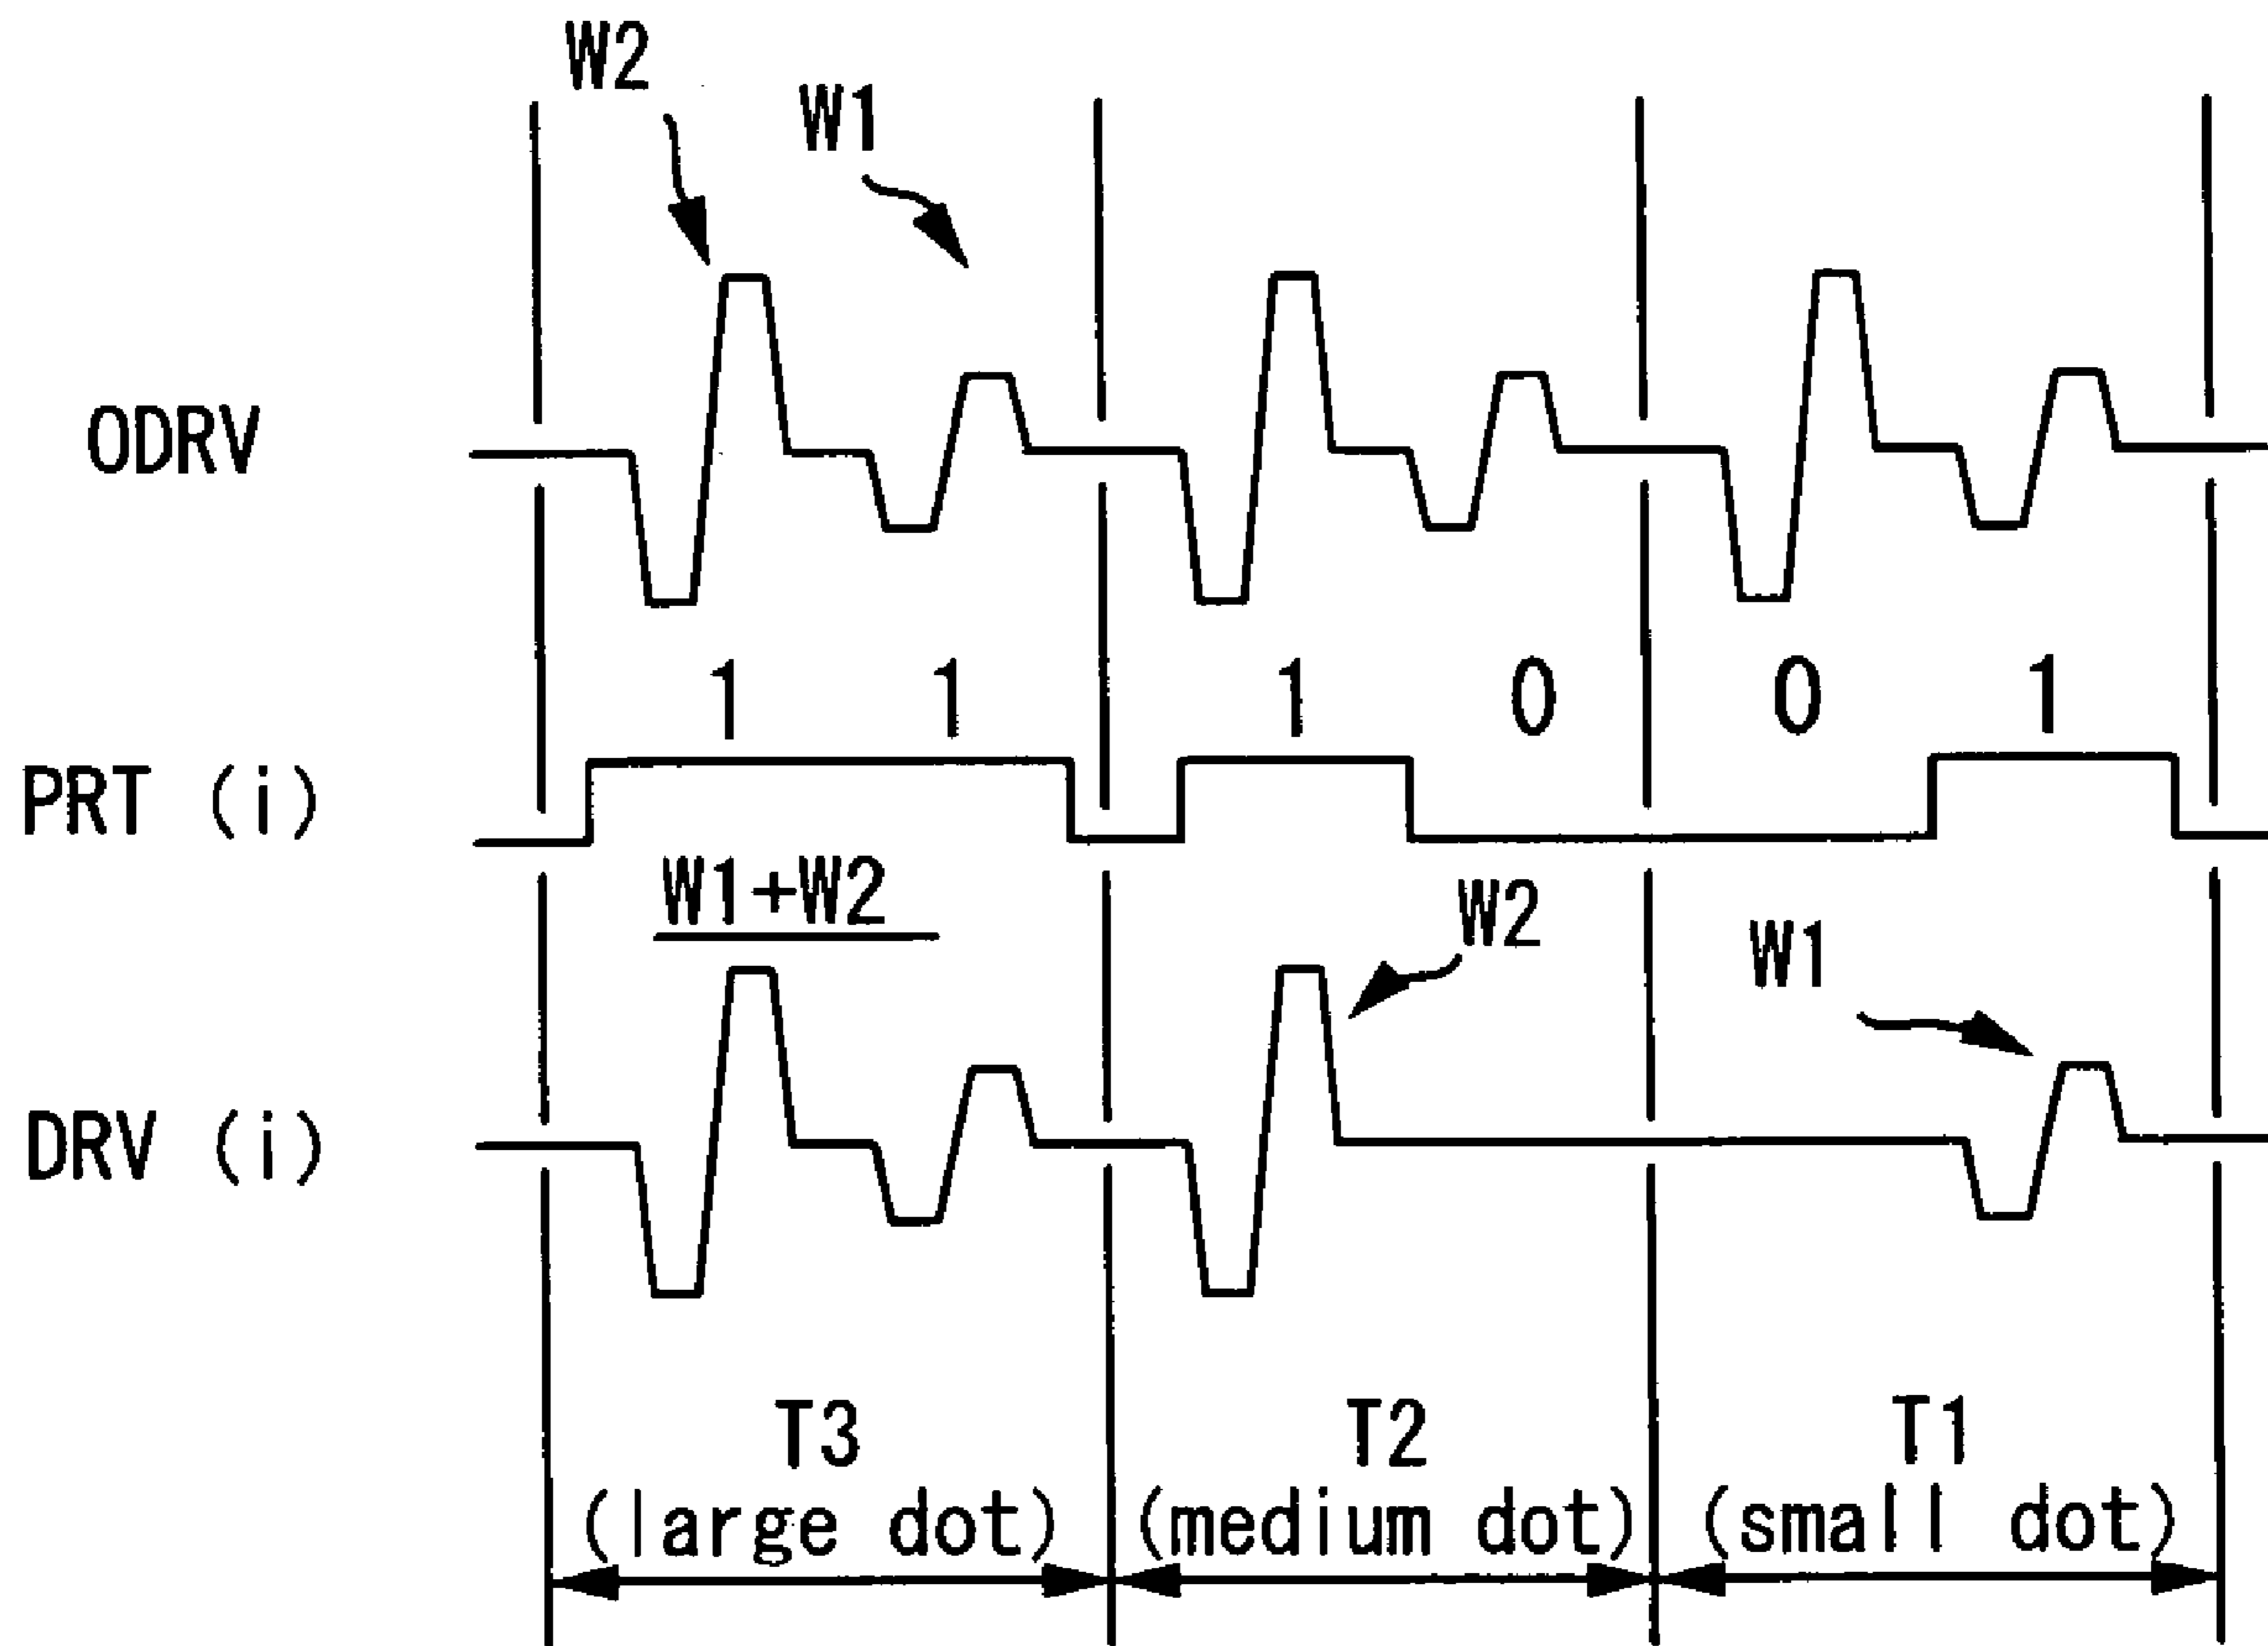 W2
W1
ODRV
1 1 1 0 0 1
PRT (i)
W1+W2
W2
W1
DRV (i)
T3 T2 T1
(large dot) (medium dot) (small dot)